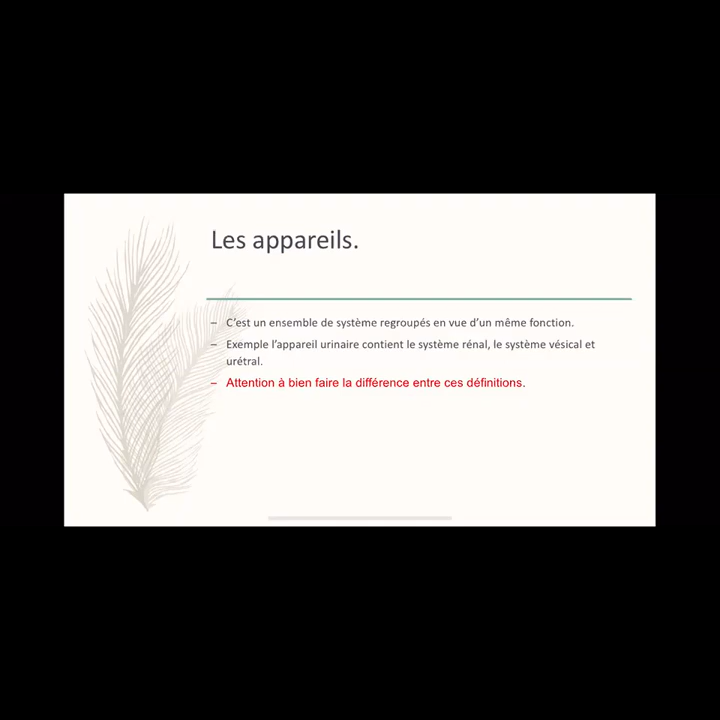 Les appareils.
– C’est un ensemble de système regroupés en vue d’un même fonction.
– Exemple l’appareil urinaire contient le système rénal, le système vésical et
urétral.
– Attention à bien faire la différence entre ces définitions.